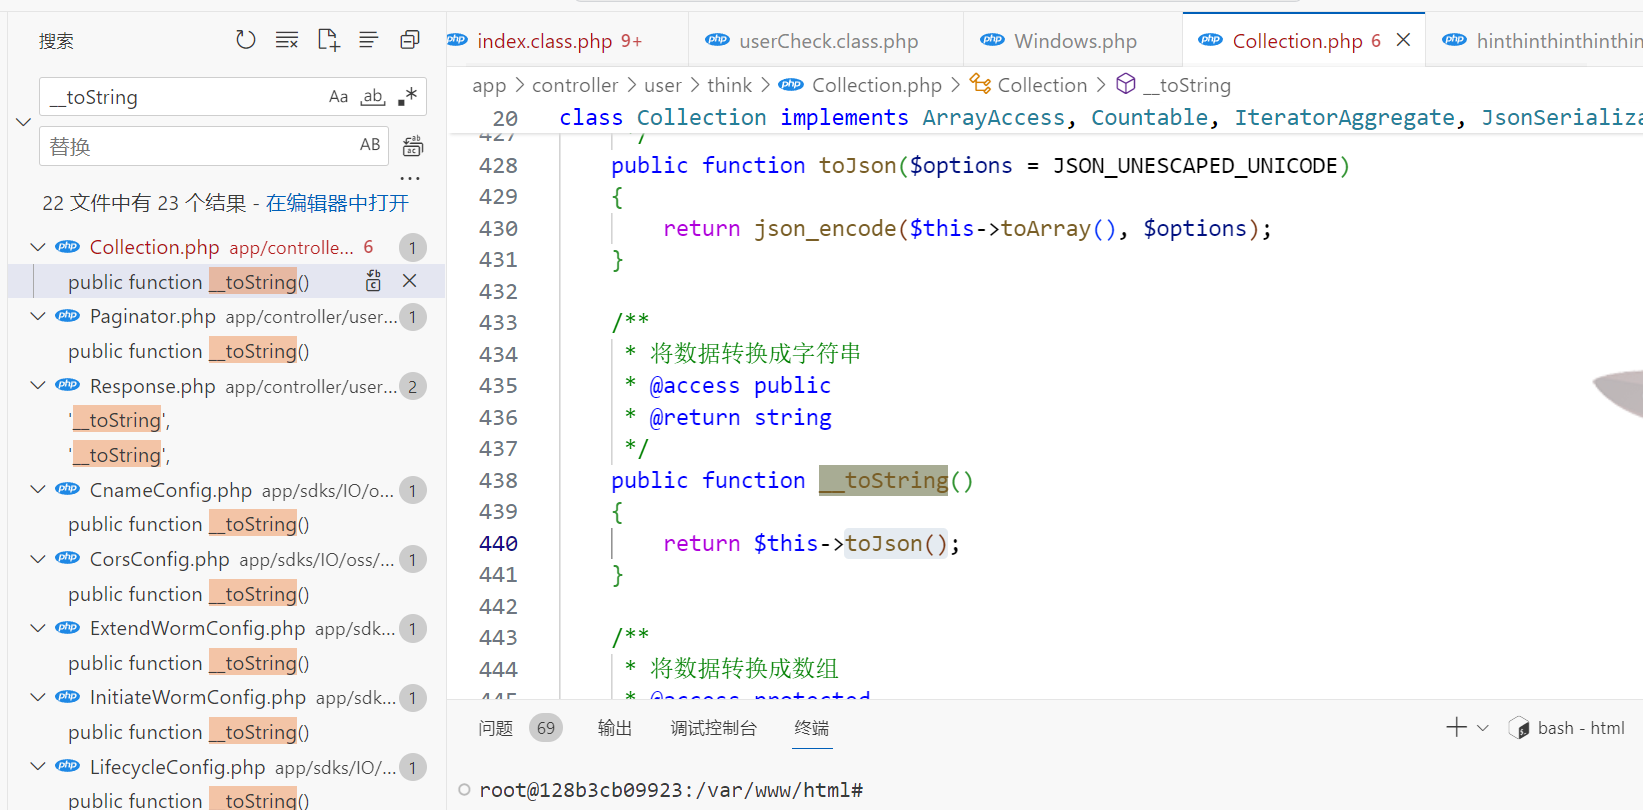 搜索
__toString
Aa ab .*
替换
AB
22 文件中有 23 个结果 - 在编辑器中打开
Collection.php app/controlle... 6 1
public function __toString()
Paginator.php app/controller/user... 1
public function __toString()
Response.php app/controller/user... 2
'__toString',
'__toString',
CnameConfig.php app/sdks/IO/o... 1
public function __toString()
CorsConfig.php app/sdks/IO/oss/... 1
public function __toString()
ExtendWormConfig.php app/sdk... 1
public function __toString()
InitiateWormConfig.php app/sdk... 1
public function __toString()
LifecycleConfig.php app/sdks/IO/... 1
public function __toString()
php index.class.php 9+
php userCheck.class.php
php Windows.php
php Collection.php 6
php hinthinthinthinthin
app > controller > user > think > php Collection.php > Collection > __toString
20 class Collection implements ArrayAccess, Countable, IteratorAggregate, JsonSerializa
427 */
428 public function toJson($options = JSON_UNESCAPED_UNICODE)
429 {
430 return json_encode($this->toArray(), $options);
431 }
432
433 /**
434 * 将数据转换成字符串
435 * @access public
436 * @return string
437 */
438 public function __toString()
439 {
440 return $this->toJson();
441 }
442
443 /**
444 * 将数据转换成数组
445 * @access protected
问题 69 输出 调试控制台 终端
bash - html
root@128b3cb09923:/var/www/html#